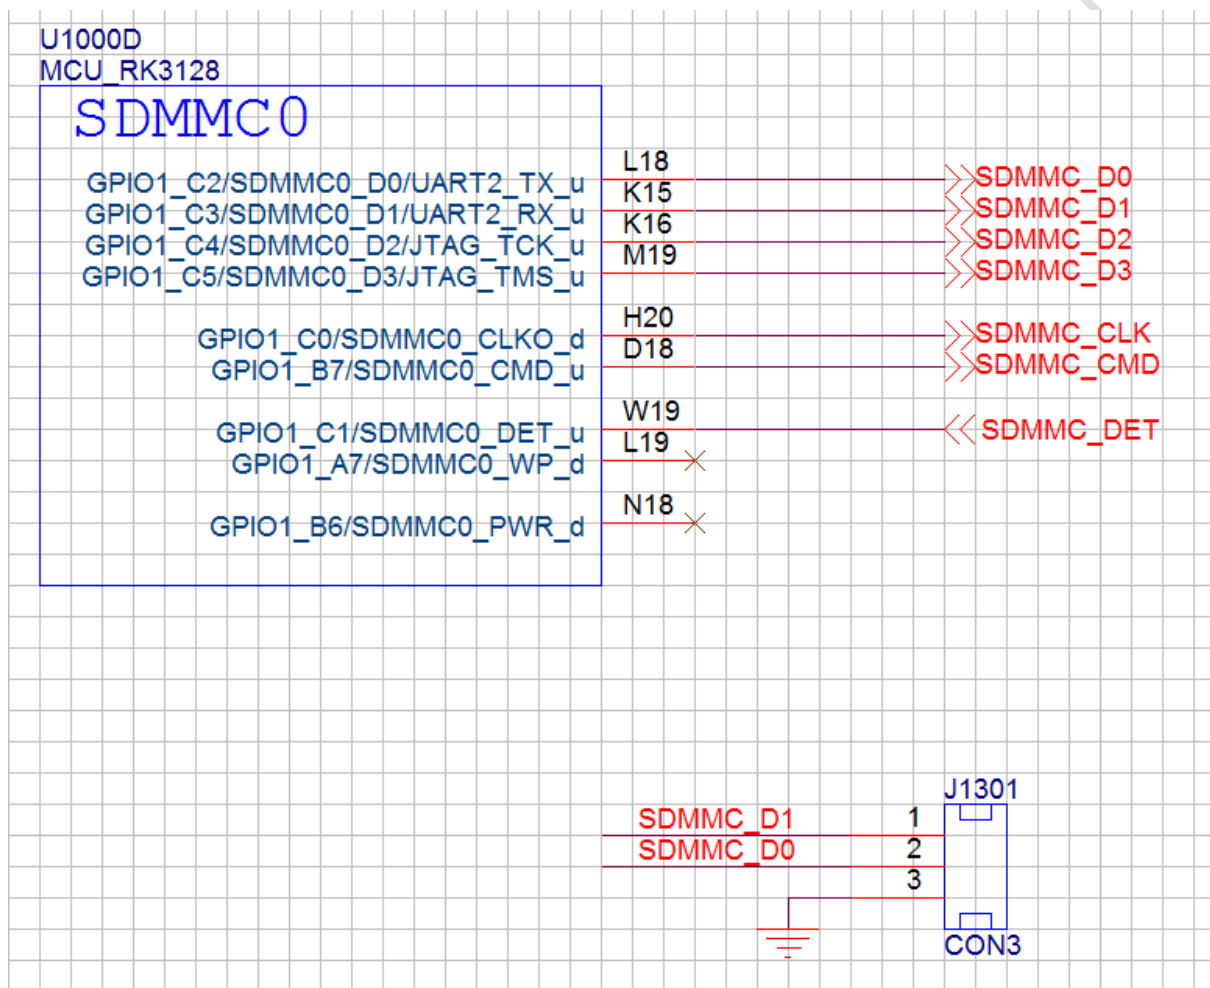 U1000D
MCU_RK3128
SDMMC0
GPIO1_C2/SDMMC0_D0/UART2_TX_u L18 SDMMC_D0
GPIO1_C3/SDMMC0_D1/UART2_RX_u K15 SDMMC_D1
GPIO1_C4/SDMMC0_D2/JTAG_TCK_u K16 SDMMC_D2
GPIO1_C5/SDMMC0_D3/JTAG_TMS_u M19 SDMMC_D3
GPIO1_C0/SDMMC0_CLKO_d H20 SDMMC_CLK
GPIO1_B7/SDMMC0_CMD_u D18 SDMMC_CMD
GPIO1_C1/SDMMC0_DET_u W19 SDMMC_DET
GPIO1_A7/SDMMC0_WP_d L19
GPIO1_B6/SDMMC0_PWR_d N18
J1301
SDMMC_D1 1
SDMMC_D0 2
3
CON3